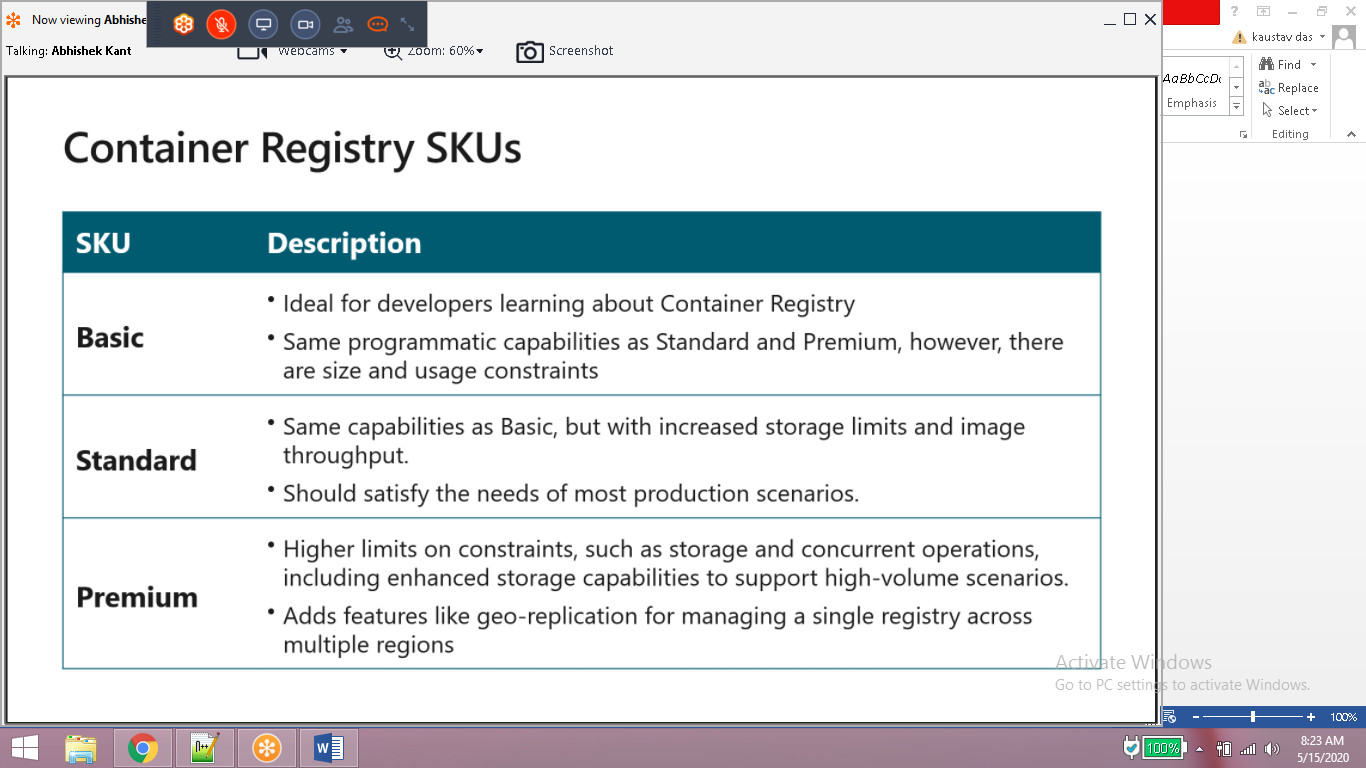 Now viewing Abhishe
Talking: Abhishek Kant
Webcams
Zoom: 60%
Screenshot
Container Registry SKUs
SKU Description
Basic
• Ideal for developers learning about Container Registry
• Same programmatic capabilities as Standard and Premium, however, there
are size and usage constraints
Standard
• Same capabilities as Basic, but with increased storage limits and image
throughput.
• Should satisfy the needs of most production scenarios.
Premium
• Higher limits on constraints, such as storage and concurrent operations,
including enhanced storage capabilities to support high-volume scenarios.
• Adds features like geo-replication for managing a single registry across
multiple regions
kaustav das
AaBbCcDc
Emphasis
Find
Replace
Select
Editing
Activate Windows
Go to PC settings to activate Windows.
100%
100%
8:23 AM
5/15/2020